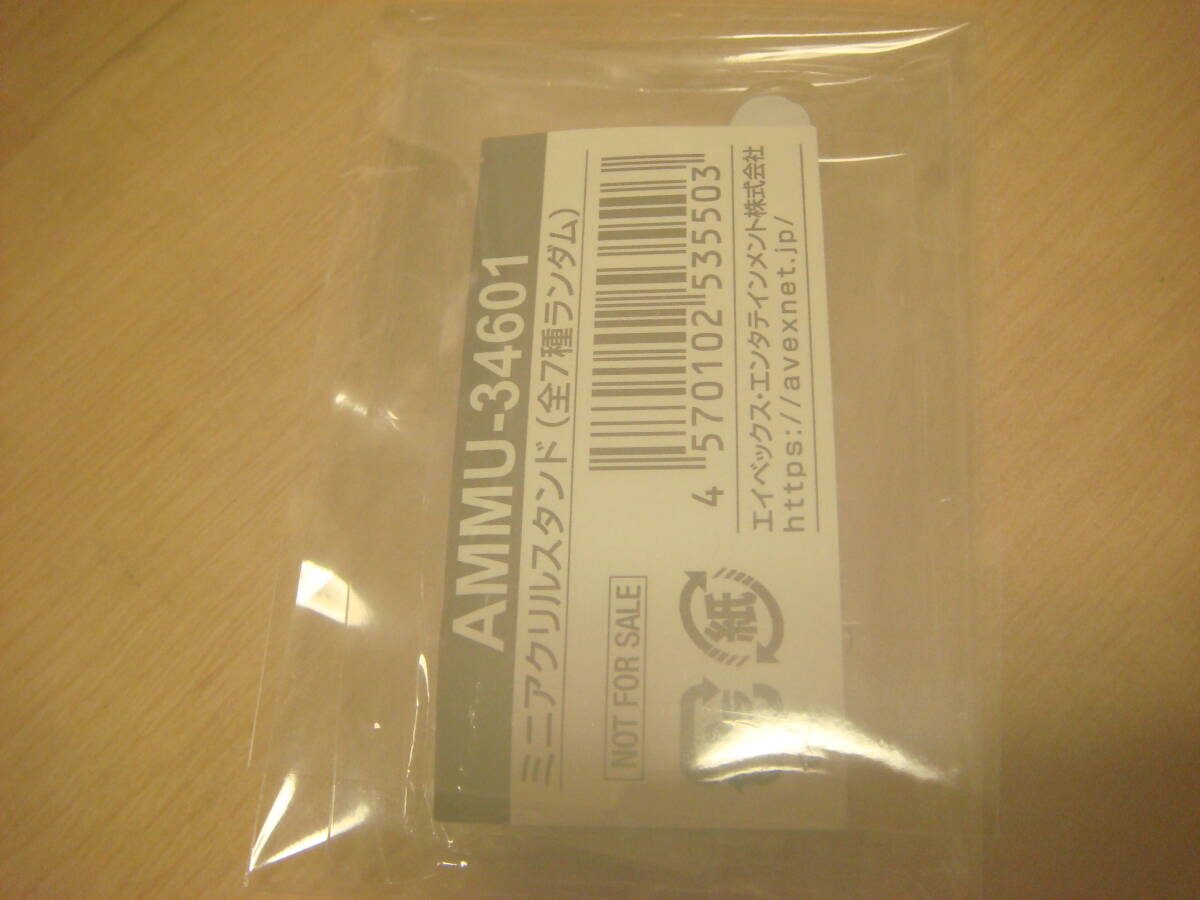 AMMU-34601
ミニアクリルスタンド(全7種ランダム)
NOT FOR SALE
4 570102 535503
紙
プラ
エイベックス・エンタテインメント株式会社
https://avexnet.jp/